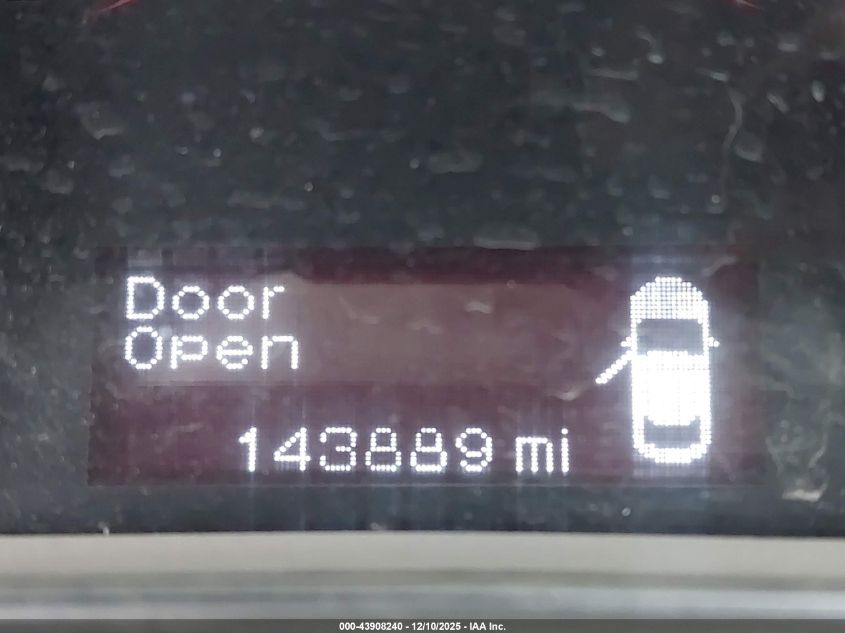 Door
Open
143889 mi
000-43908240 - 12/10/2025 - IAA Inc.